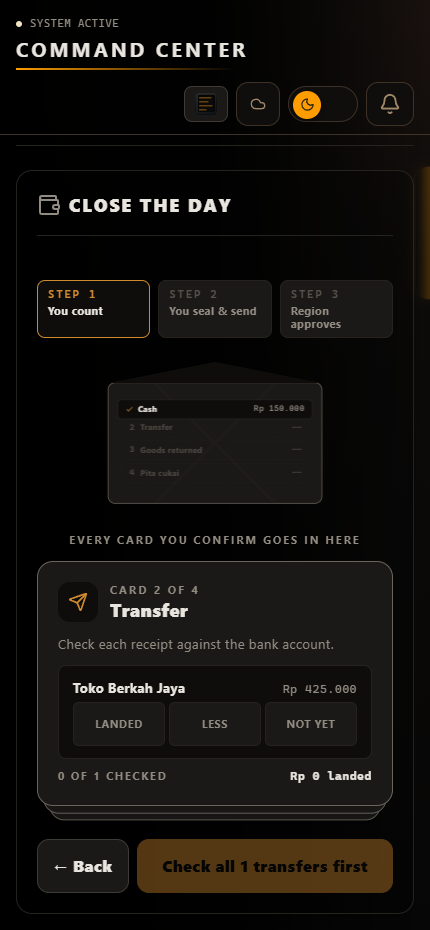 SYSTEM ACTIVE
COMMAND CENTER
CLOSE THE DAY
STEP 1
You count
STEP 2
You seal & send
STEP 3
Region
approves
✓ Cash Rp 150.000
2 Transfer —
3 Goods returned —
4 Pita cukai —
EVERY CARD YOU CONFIRM GOES IN HERE
CARD 2 OF 4
Transfer
Check each receipt against the bank account.
Toko Berkah Jaya Rp 425.000
LANDED LESS NOT YET
0 OF 1 CHECKED Rp 0 landed
← Back Check all 1 transfers first